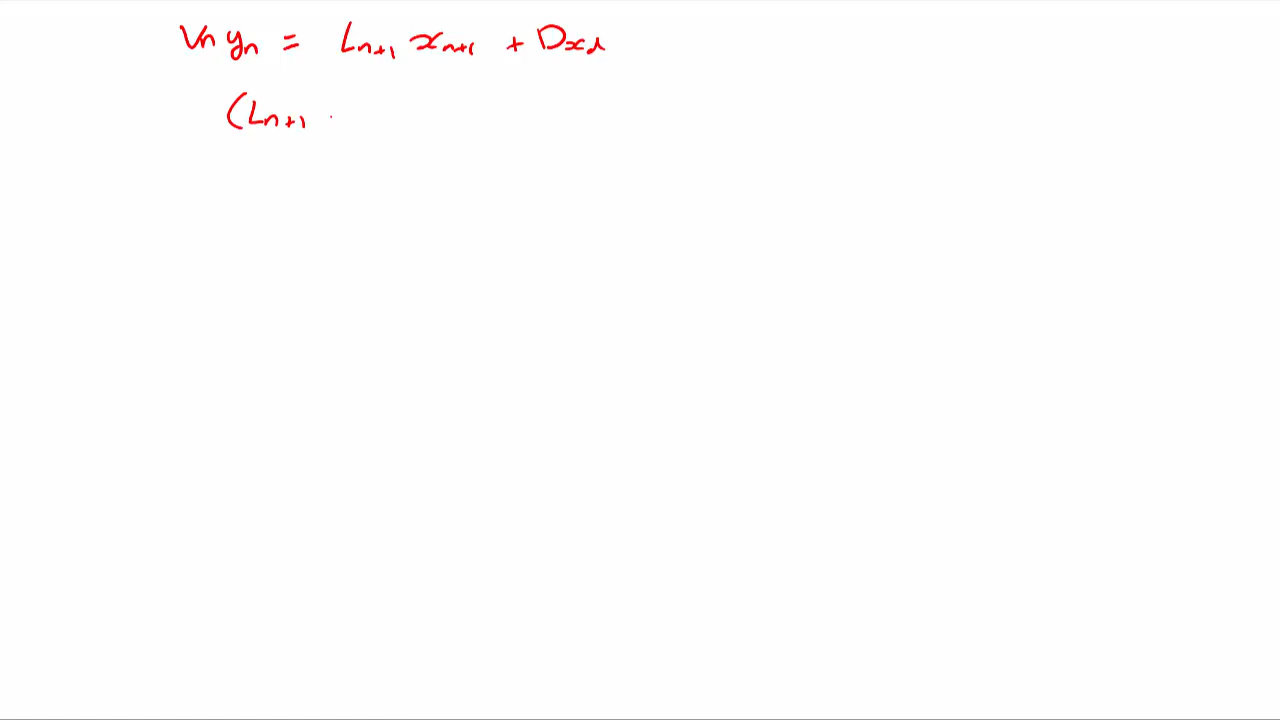 Vn yn = Ln+1 xn+1 + Dxd
(Ln+1